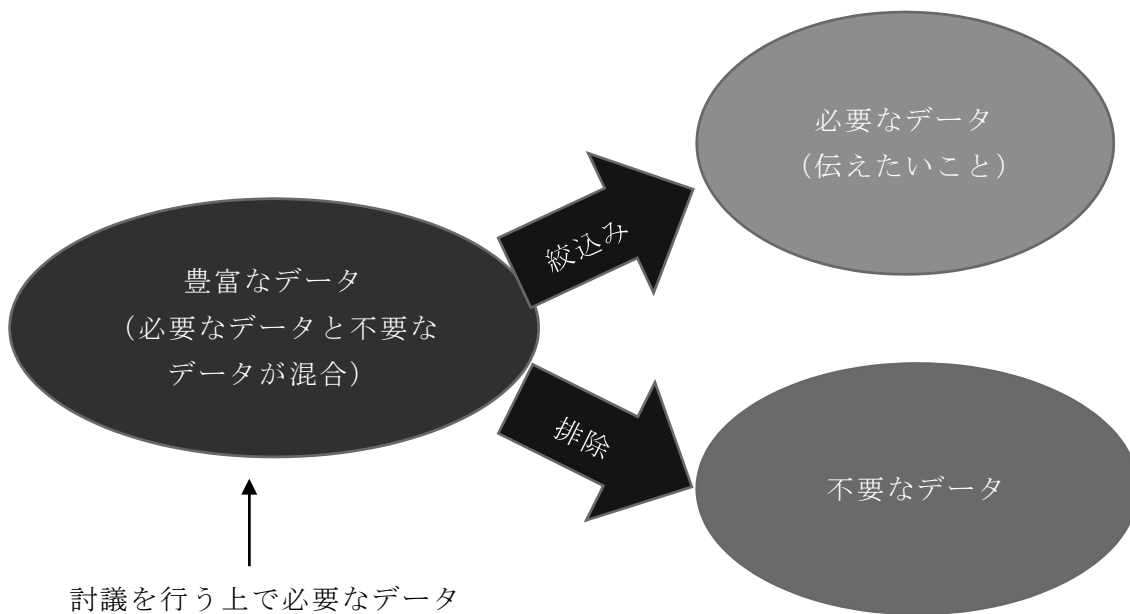 必要なデータ
（伝えたいこと）
絞込み
豊富なデータ
（必要なデータと不要な
データが混合）
排除
不要なデータ
討議を行う上で必要なデータ